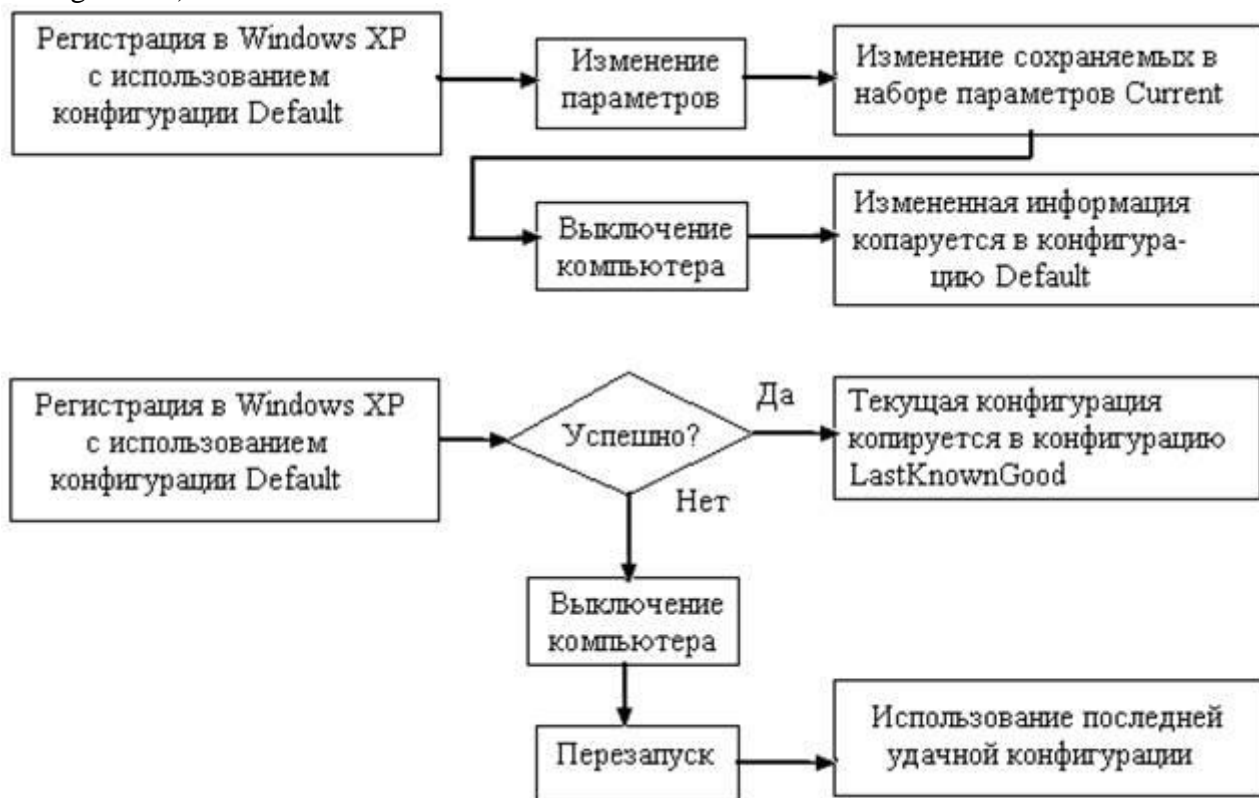 Регистрация в Windows XP
с использованием
конфигурации Default
Изменение
параметров
Изменение сохраняемых в
наборе параметров Current
Выключение
компьютера
Измененная информация
копаруется в конфигура-
цию Default
Регистрация в Windows XP
с использованием
конфигурации Default
Успешно?
Да
Текущая конфигурация
копируется в конфигурацию
LastKnownGood
Нет
Выключение
компьютера
Перезапуск
Использование последней
удачной конфигурации